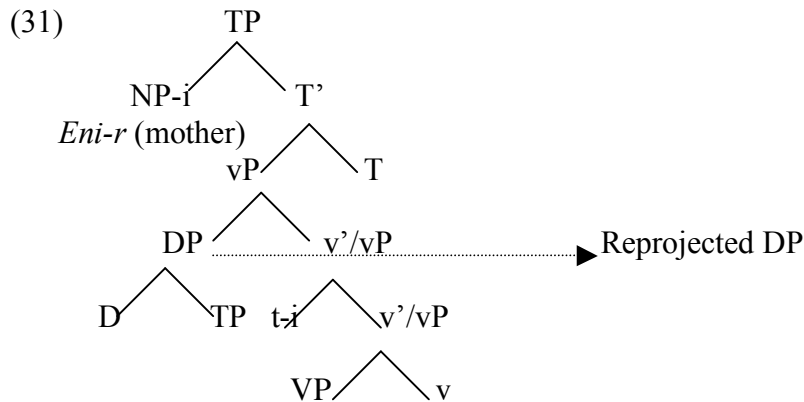 (31)
TP
NP-i T’
Eni-r (mother)
vP T
DP v’/vP Reprojected DP
D TP t-i v’/vP
VP v